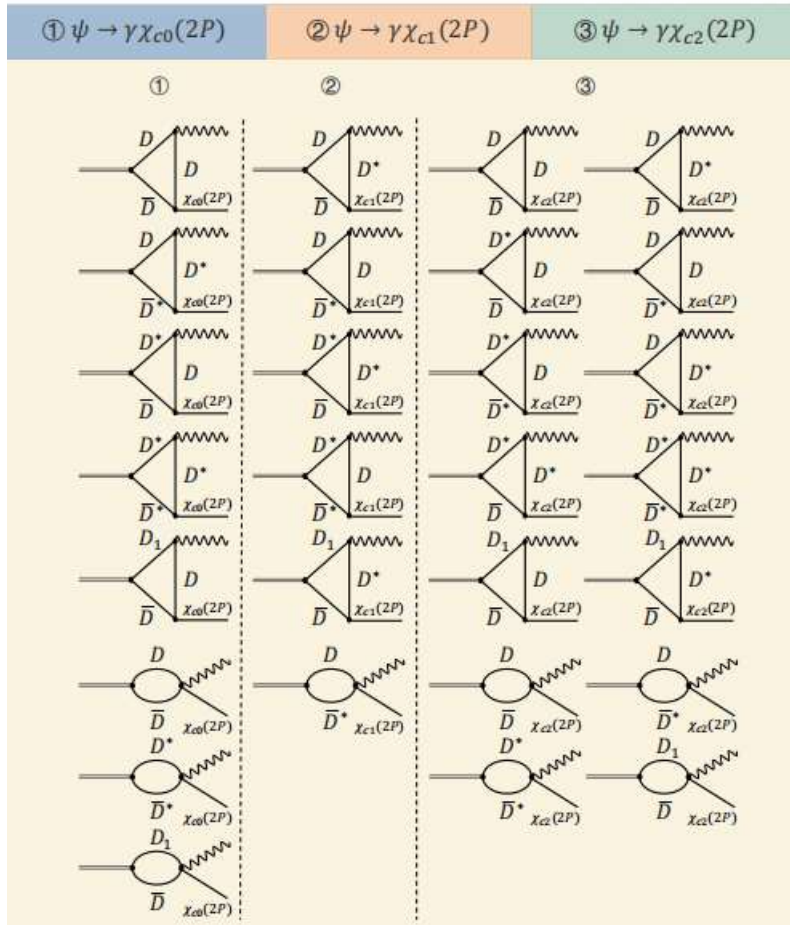 ① ψ → γχc0(2P) ② ψ → γχc1(2P) ③ ψ → γχc2(2P)
① ② ③
D D D D
D D* D D*
D̄ χc0(2P) D̄ χc1(2P) D̄ χc2(2P) D̄ χc2(2P)
D D D* D
D* D D D
D̄* χc0(2P) D̄* χc1(2P) D̄ χc2(2P) D̄* χc2(2P)
D* D* D* D
D D* D D*
D̄ χc0(2P) D̄ χc1(2P) D̄* χc2(2P) D̄* χc2(2P)
D* D* D* D*
D* D D* D*
D̄* χc0(2P) D̄* χc1(2P) D̄ χc2(2P) D̄* χc2(2P)
D₁ D₁ D₁ D₁
D D* D D*
D̄ χc0(2P) D̄ χc1(2P) D̄ χc2(2P) D̄ χc2(2P)
D D D D
D̄ χc0(2P) D̄* χc1(2P) D̄ χc2(2P) D̄* χc2(2P)
D* D* D₁
D̄* χc0(2P) D̄* χc2(2P) D̄ χc2(2P)
D₁
D̄ χc0(2P)